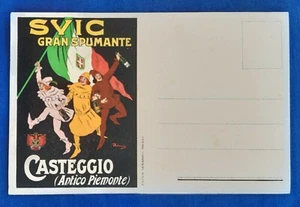 SVIC
GRAN SPUMANTE
CASTEGGIO
(Antico Piemonte)